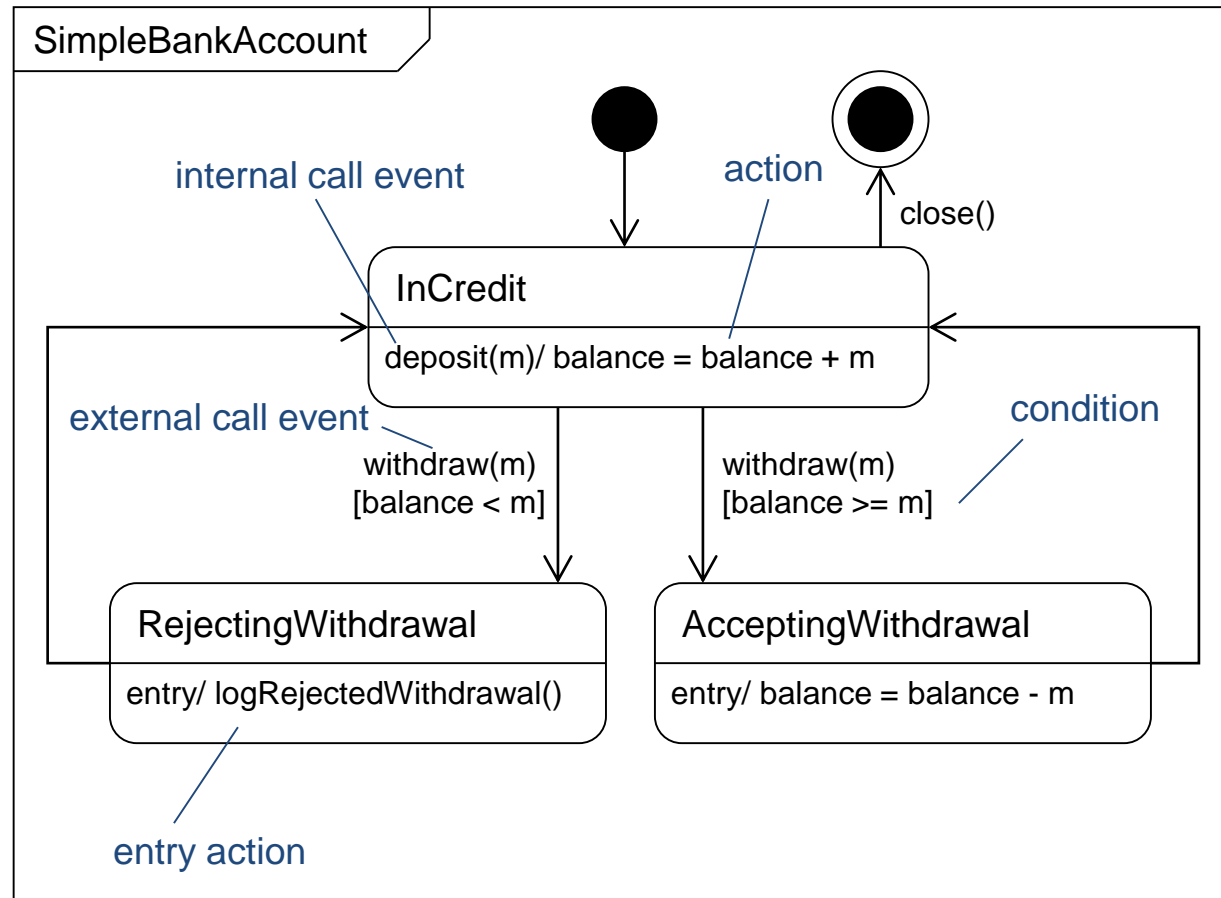 SimpleBankAccount
internal call event
action
close()
InCredit
deposit(m)/ balance = balance + m
external call event
condition
withdraw(m)
[balance < m]
withdraw(m)
[balance >= m]
RejectingWithdrawal
entry/ logRejectedWithdrawal()
AcceptingWithdrawal
entry/ balance = balance - m
entry action